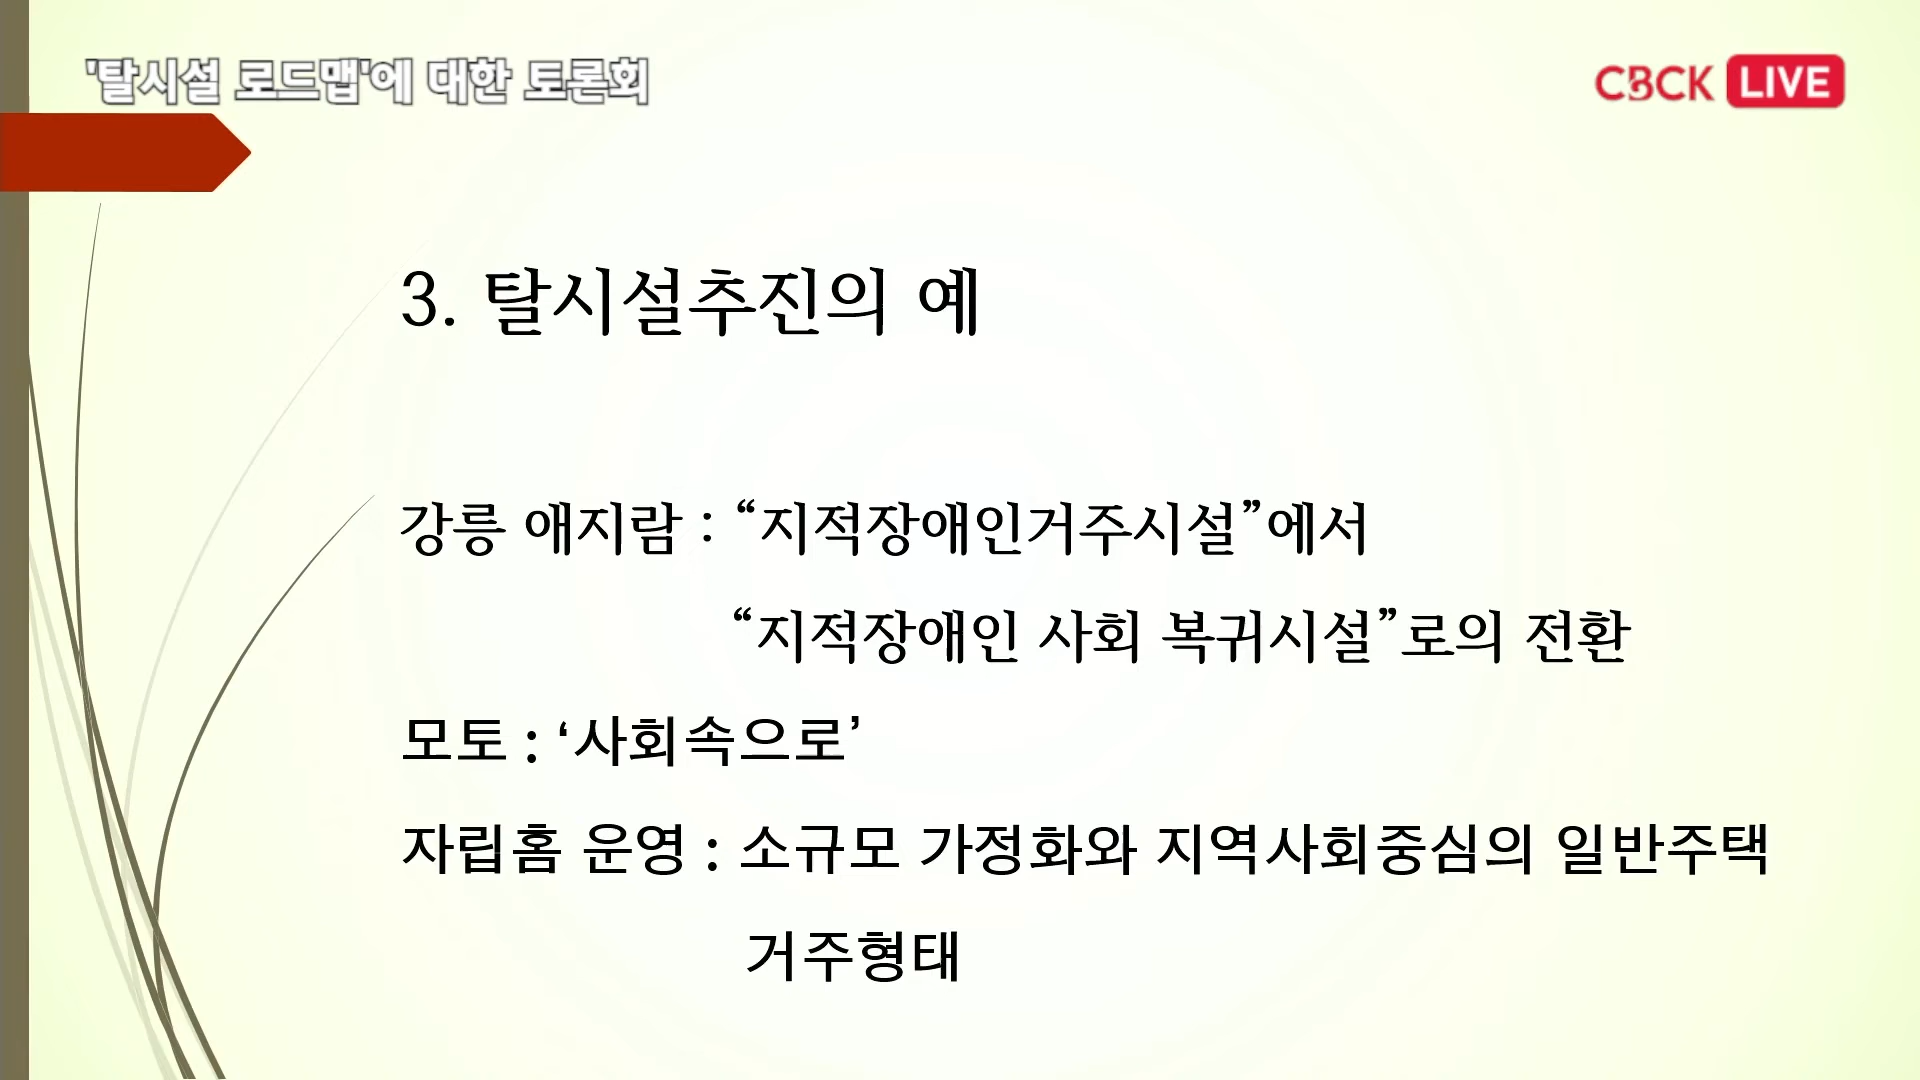 '탈시설 로드맵'에 대한 토론회
CBCK LIVE
3. 탈시설추진의 예
강릉 애지람 : “지적장애인거주시설”에서
“지적장애인 사회 복귀시설”로의 전환
모토 : ‘사회속으로’
자립홈 운영 : 소규모 가정화와 지역사회중심의 일반주택
거주형태